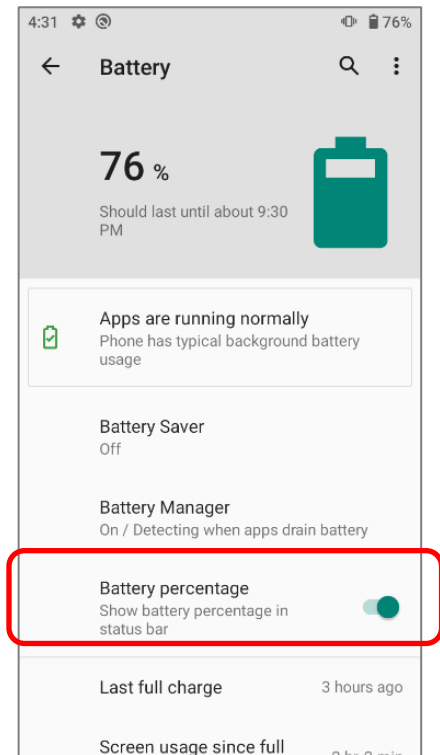 4:31 76%
Battery
76 %
Should last until about 9:30
PM
Apps are running normally
Phone has typical background battery
usage
Battery Saver
Off
Battery Manager
On / Detecting when apps drain battery
Battery percentage
Show battery percentage in
status bar
Last full charge 3 hours ago
Screen usage since full